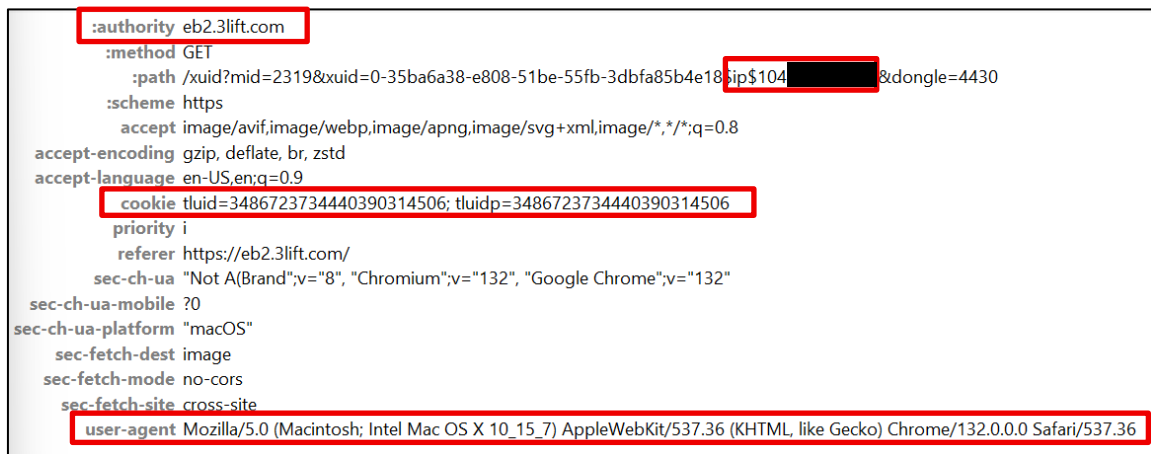 :authority eb2.3lift.com
:method GET
:path /xuid?mid=2319&xuid=0-35ba6a38-e808-51be-55fb-3dbfa85b4e18$ip$104 &dongle=4430
:scheme https
accept image/avif,image/webp,image/apng,image/svg+xml,image/*,*/*;q=0.8
accept-encoding gzip, deflate, br, zstd
accept-language en-US,en;q=0.9
cookie tluid=3486723734440390314506; tluidp=3486723734440390314506
priority i
referer https://eb2.3lift.com/
sec-ch-ua "Not A(Brand";v="8", "Chromium";v="132", "Google Chrome";v="132"
sec-ch-ua-mobile ?0
sec-ch-ua-platform "macOS"
sec-fetch-dest image
sec-fetch-mode no-cors
sec-fetch-site cross-site
user-agent Mozilla/5.0 (Macintosh; Intel Mac OS X 10_15_7) AppleWebKit/537.36 (KHTML, like Gecko) Chrome/132.0.0.0 Safari/537.36